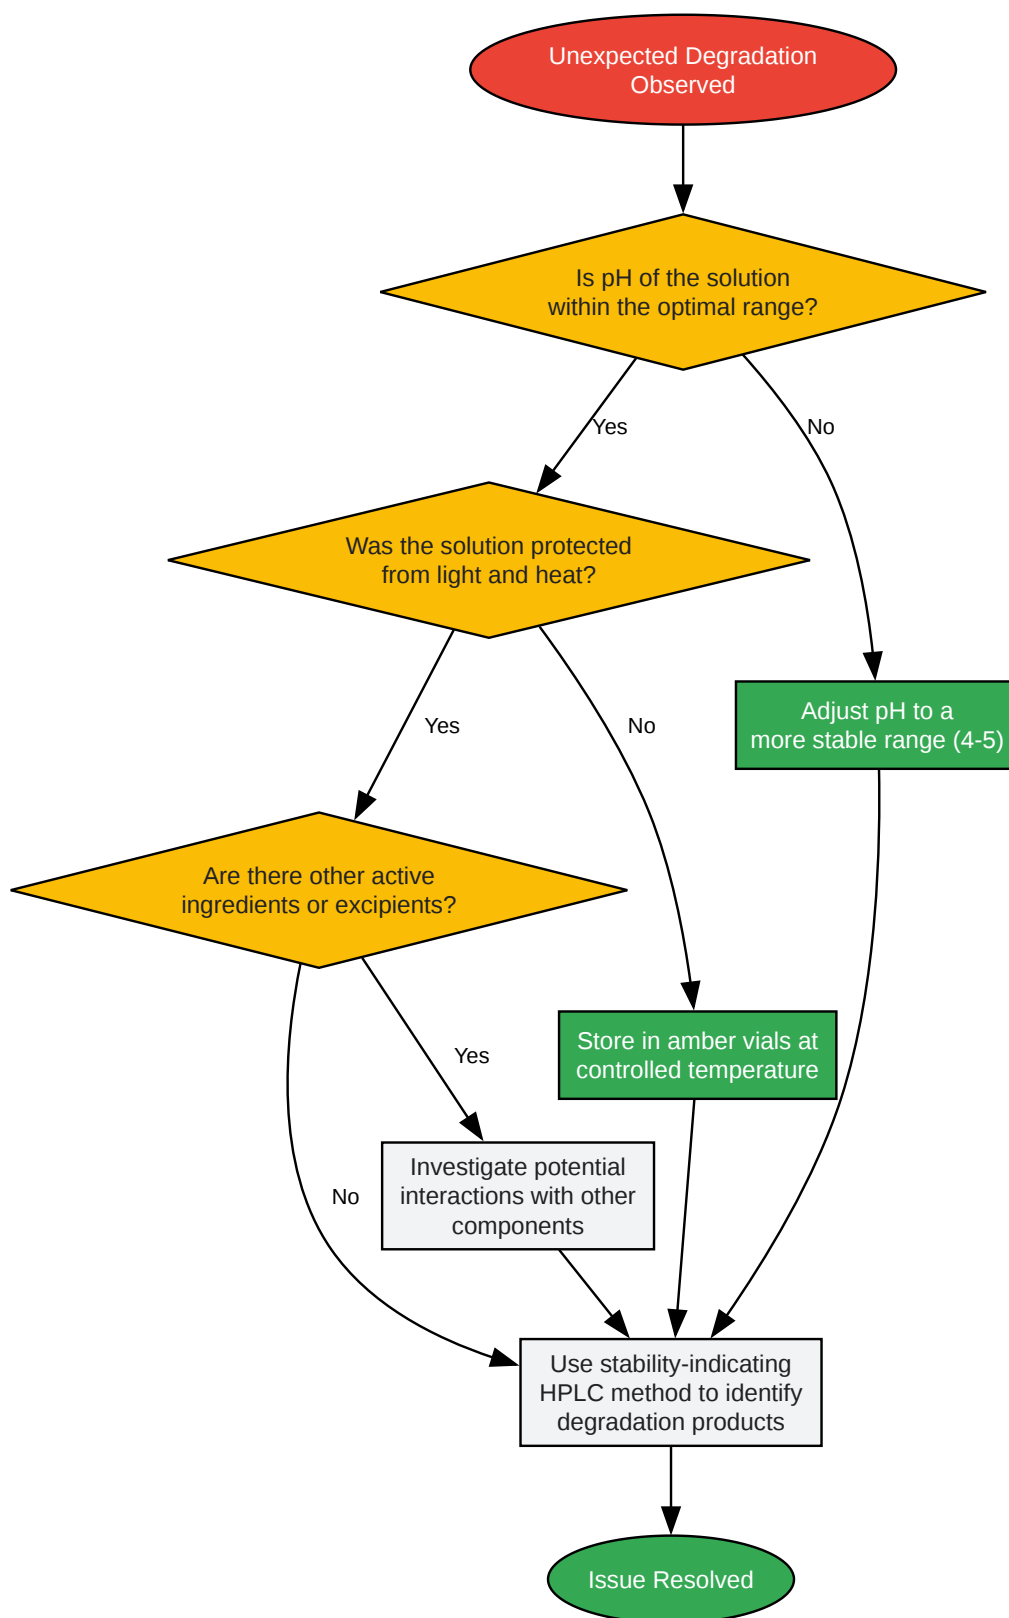 Unexpected Degradation
Observed
Is pH of the solution
within the optimal range?
Yes
No
Was the solution protected
from light and heat?
Yes
No
Adjust pH to a
more stable range (4-5)
Are there other active
ingredients or excipients?
Yes
No
Store in amber vials at
controlled temperature
Investigate potential
interactions with other
components
Use stability-indicating
HPLC method to identify
degradation products
Issue Resolved